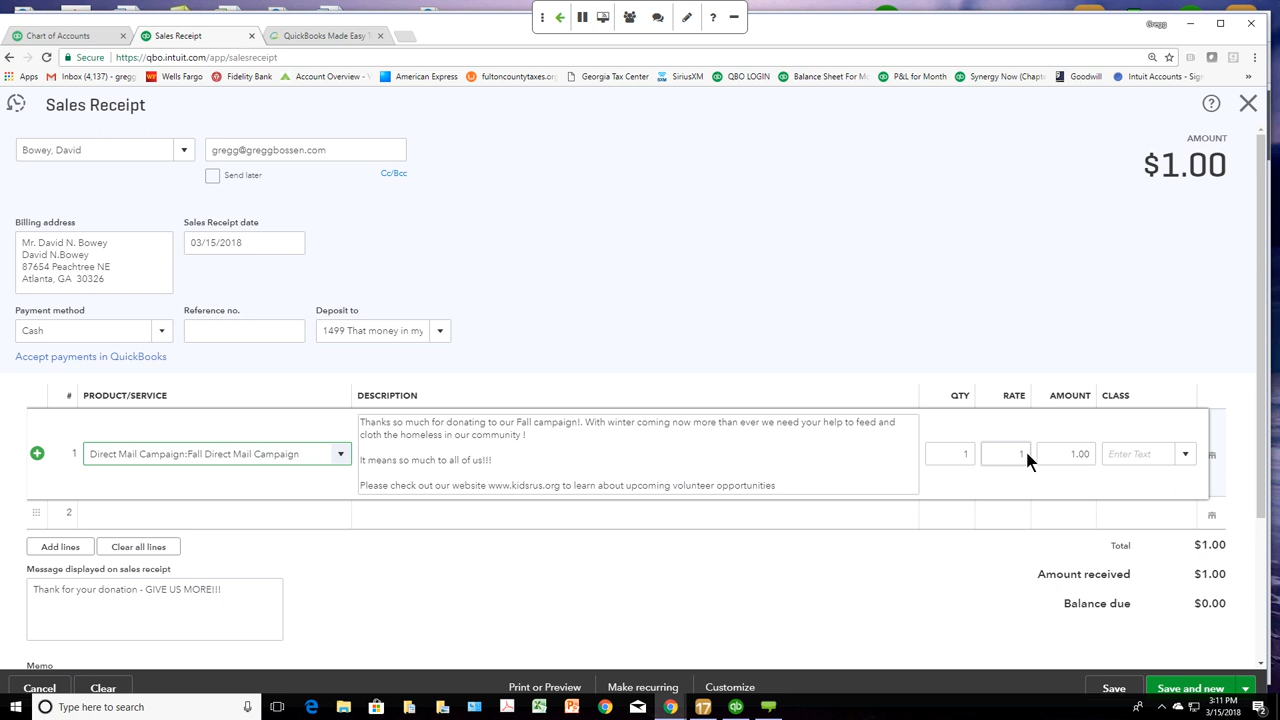 Gregg
Chart of Accounts
Sales Receipt
QuickBooks Made Easy T
Secure
https://qbo.intuit.com/app/salesreceipt
Apps
Inbox (4,137) - gregg
Wells Fargo
Fidelity Bank
Account Overview -
American Express
fultoncountytaxes.org
Georgia Tax Center
SiriusXM
QBO LOGIN
Balance Sheet For M
P&L for Month
Synergy Now (Chapt
Goodwill
Intuit Accounts - Sig
»
Sales Receipt
Bowey, David
gregg@greggbossen.com
Send later
Cc/Bcc
AMOUNT
$1.00
Billing address
Sales Receipt date
Mr. David N. Bowey
David N.Bowey
87654 Peachtree NE
Atlanta, GA 30326
03/15/2018
Payment method
Reference no.
Deposit to
Cash
1499 That money in my
Accept payments in QuickBooks
# PRODUCT/SERVICE DESCRIPTION QTY RATE AMOUNT CLASS
Thanks so much for donating to our Fall campaign!. With winter coming now more than ever we need your help to feed and
cloth the homeless in our community !
1 Direct Mail Campaign:Fall Direct Mail Campaign 1 1 1.00 Enter Text
It means so much to all of us!!!
Please check out our website www.kidsrus.org to learn about upcoming volunteer opportunities
2
Add lines
Clear all lines
Total $1.00
Message displayed on sales receipt
Amount received $1.00
Thank for your donation - GIVE US MORE!!!
Balance due $0.00
Memo
Cancel
Clear
Print or Preview
Make recurring
Customize
Save
Save and new
Type here to search
3:11 PM
3/15/2018